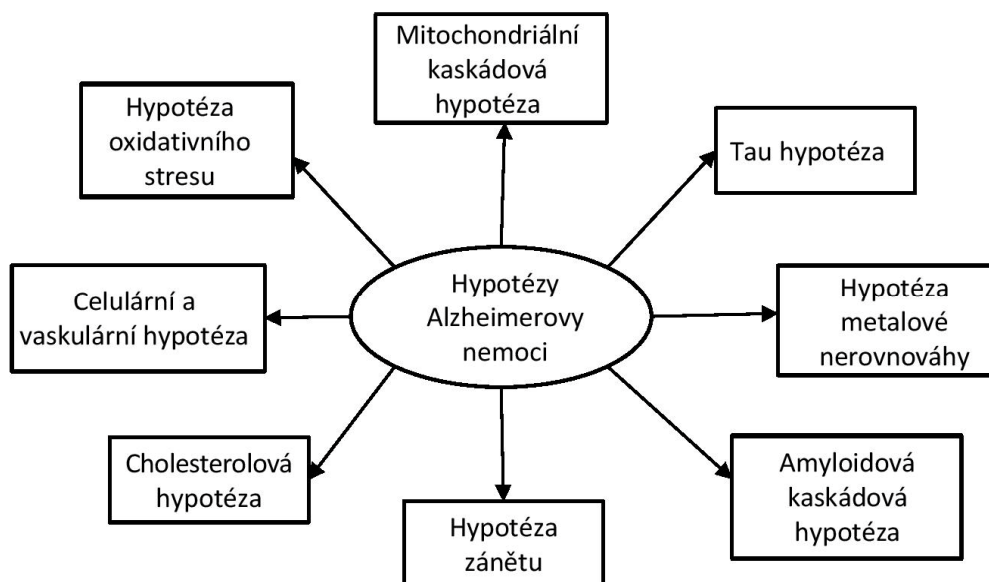 Mitochondriální
kaskádová
hypotéza
Hypotéza
oxidativního
stresu
Tau hypotéza
Celulární a
vaskulární hypotéza
Hypotézy
Alzheimerovy
nemoci
Hypotéza
metalové
nerovnováhy
Cholesterolová
hypotéza
Hypotéza
zánětu
Amyloidová
kaskádová
hypotéza